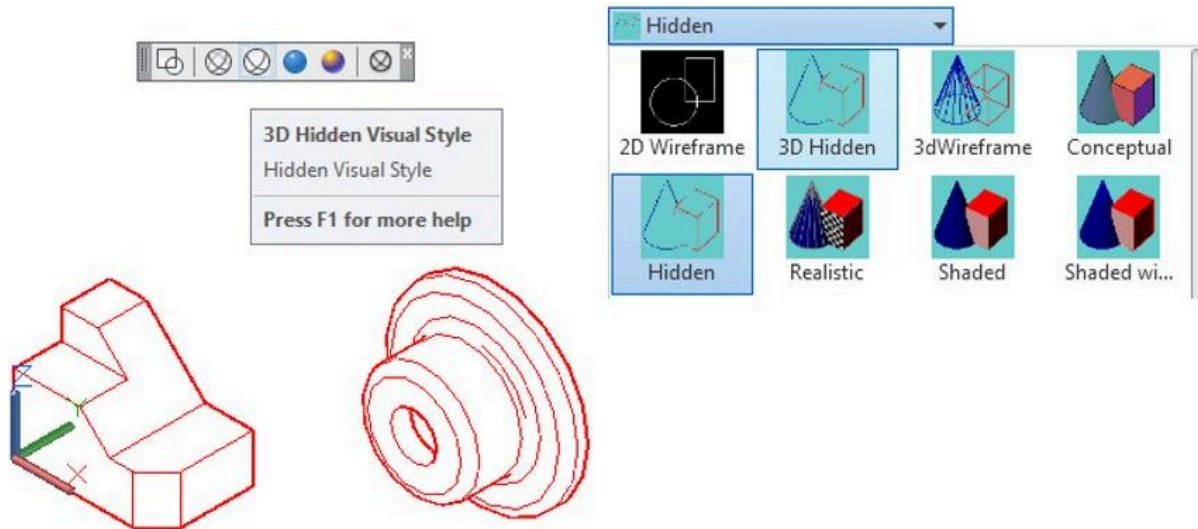 Hidden
2D Wireframe
3D Hidden
3dWireframe
Conceptual
Hidden
Realistic
Shaded
Shaded wi...
3D Hidden Visual Style
Hidden Visual Style
Press F1 for more help
Z
Y
X